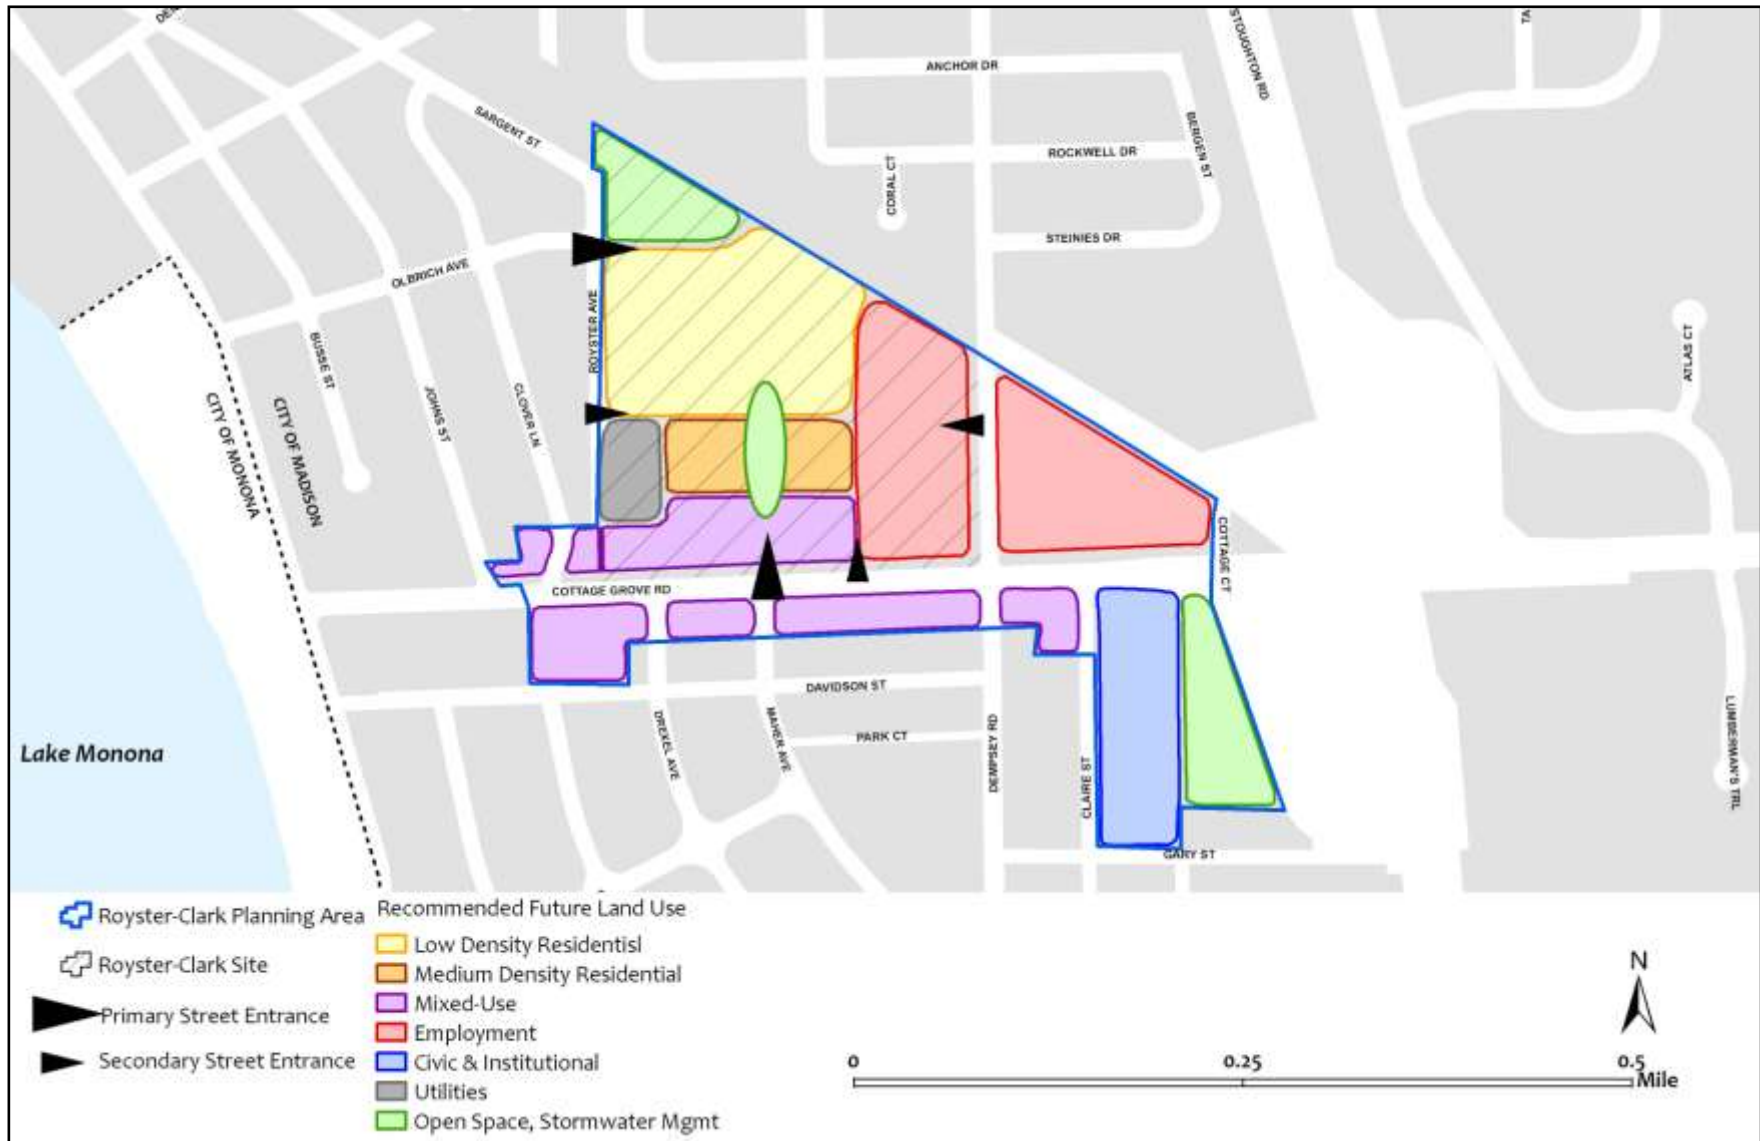 DEN
STOUGHTON RD
TA
ANCHOR DR
SARGENT ST
BERGEN ST
ROCKWELL DR
CORAL CT
STEINIES DR
OLBRICH AVE
ROYSTER AVE
BUSSE ST
ATLAS CT
JOHNS ST
CLOVER LN
CITY OF MONONA
CITY OF MADISON
COTTAGE CT
COTTAGE GROVE RD
DAVIDSON ST
DREXEL AVE
MAHER AVE
PARK CT
DEMPSEY RD
CLAIRE ST
LUMBERMAN'S TRL
Lake Monona
GARY ST
Royster-Clark Planning Area
Royster-Clark Site
Primary Street Entrance
Secondary Street Entrance
Recommended Future Land Use
Low Density Residentisl
Medium Density Residential
Mixed-Use
Employment
Civic & Institutional
Utilities
Open Space, Stormwater Mgmt
N
0 0.25 0.5
Mile